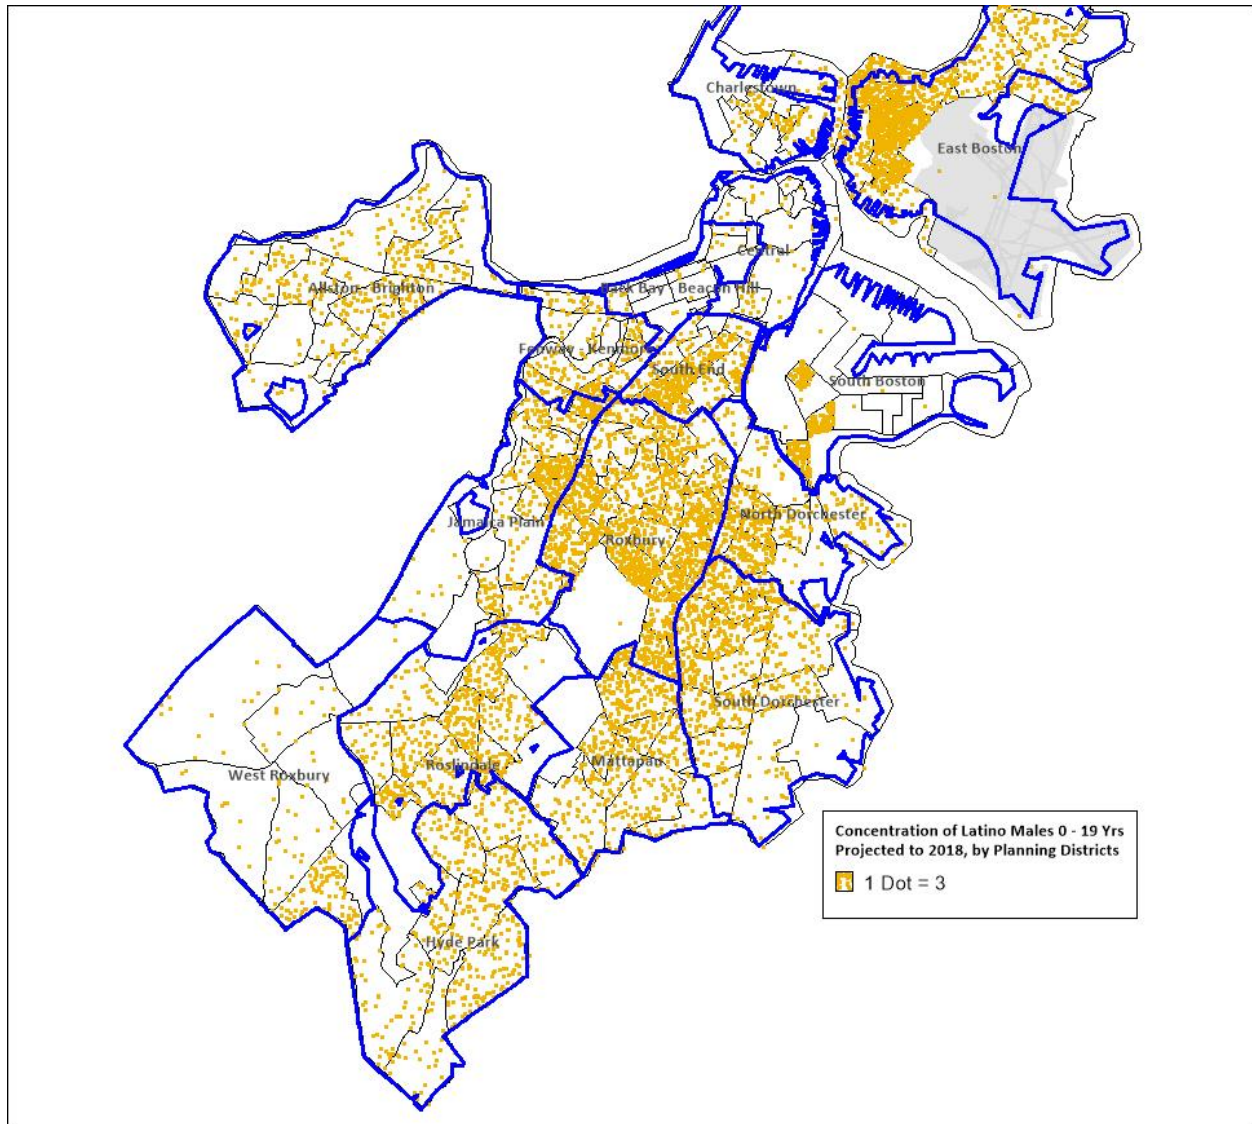 Charlestown
East Boston
Central
Allston - Brighton
Back Bay - Beacon Hill
Fenway - Kenmore
South End
South Boston
Jamaica Plain
North Dorchester
Roxbury
South Dorchester
West Roxbury
Roslindale
Mattapan
Concentration of Latino Males 0 - 19 Yrs
Projected to 2018, by Planning Districts
1 Dot = 3
Hyde Park